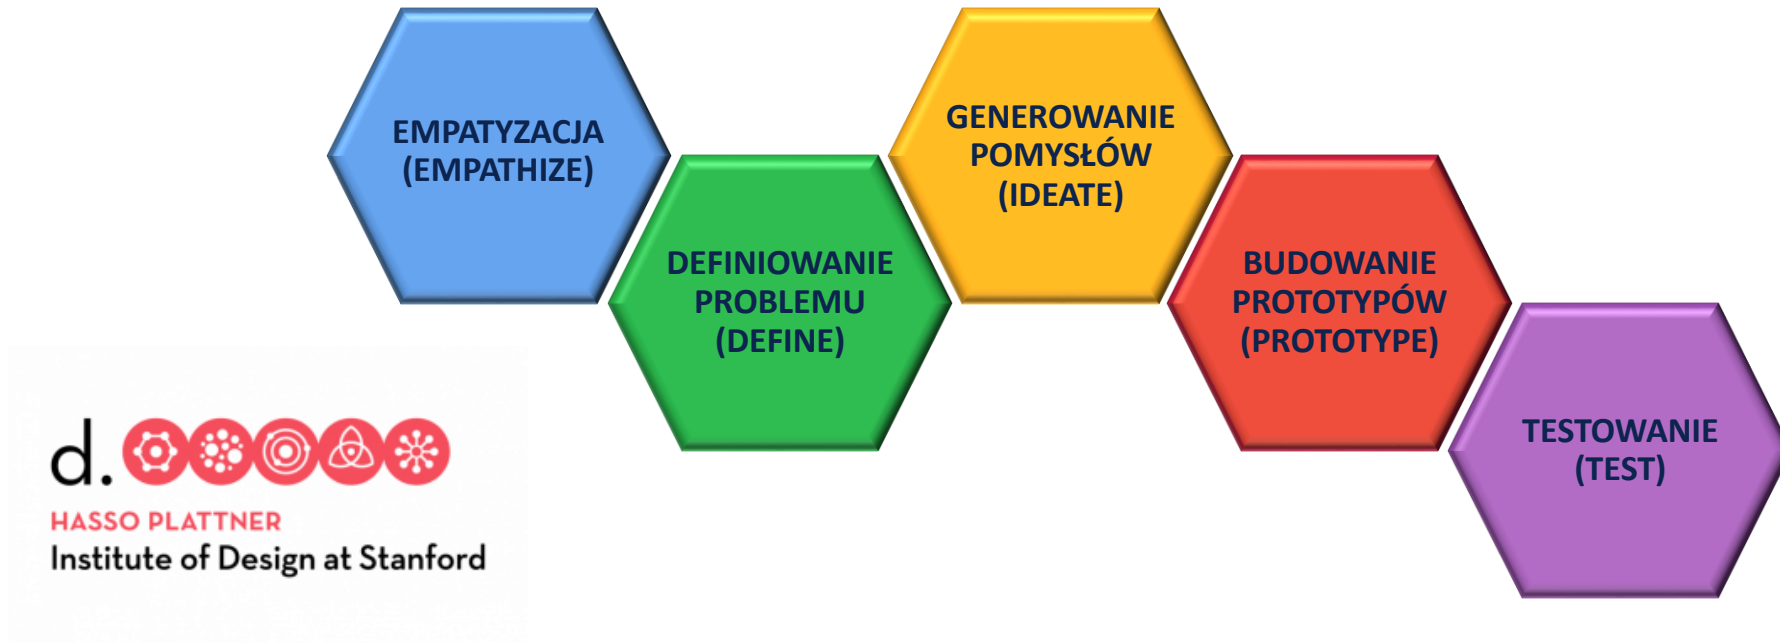 EMPATYZACJA
(EMPATHIZE)
DEFINIOWANIE
PROBLEMU
(DEFINE)
GENEROWANIE
POMYSŁÓW
(IDEATE)
BUDOWANIE
PROTOTYPÓW
(PROTOTYPE)
TESTOWANIE
(TEST)
d.
HASSO PLATTNER
Institute of Design at Stanford